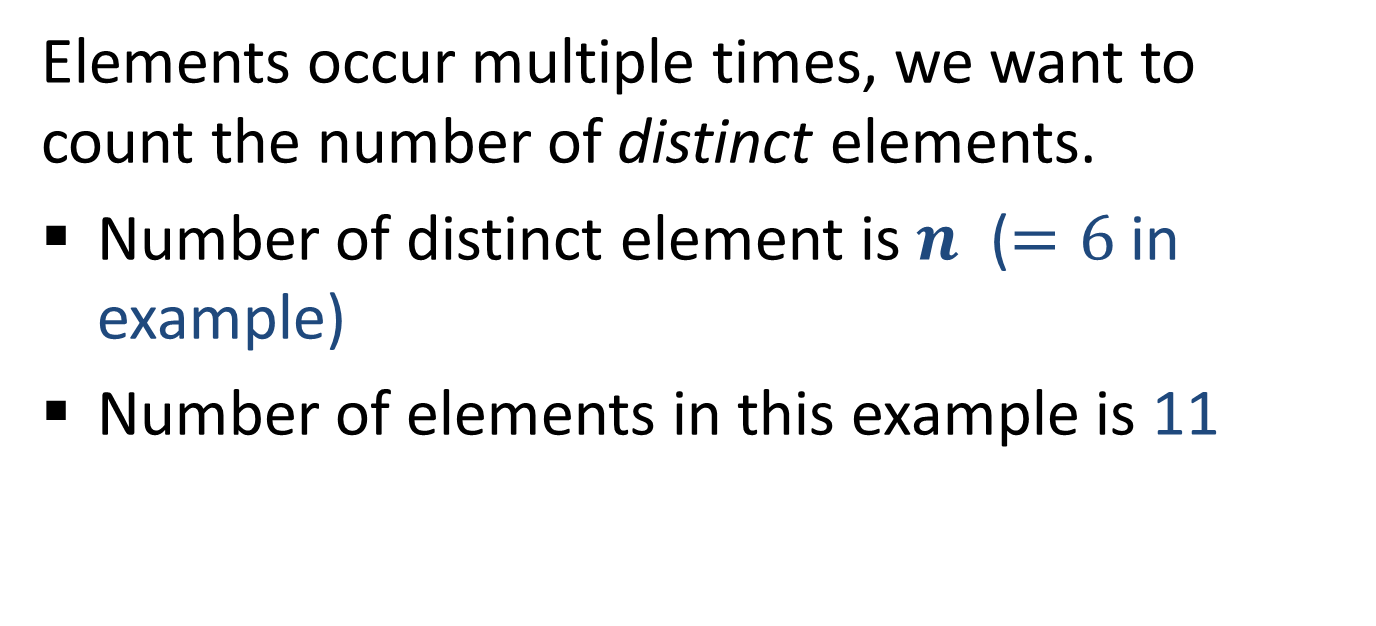 Elements occur multiple times, we want to
count the number of distinct elements.
▪ Number of distinct element is n (= 6 in
example)
▪ Number of elements in this example is 11